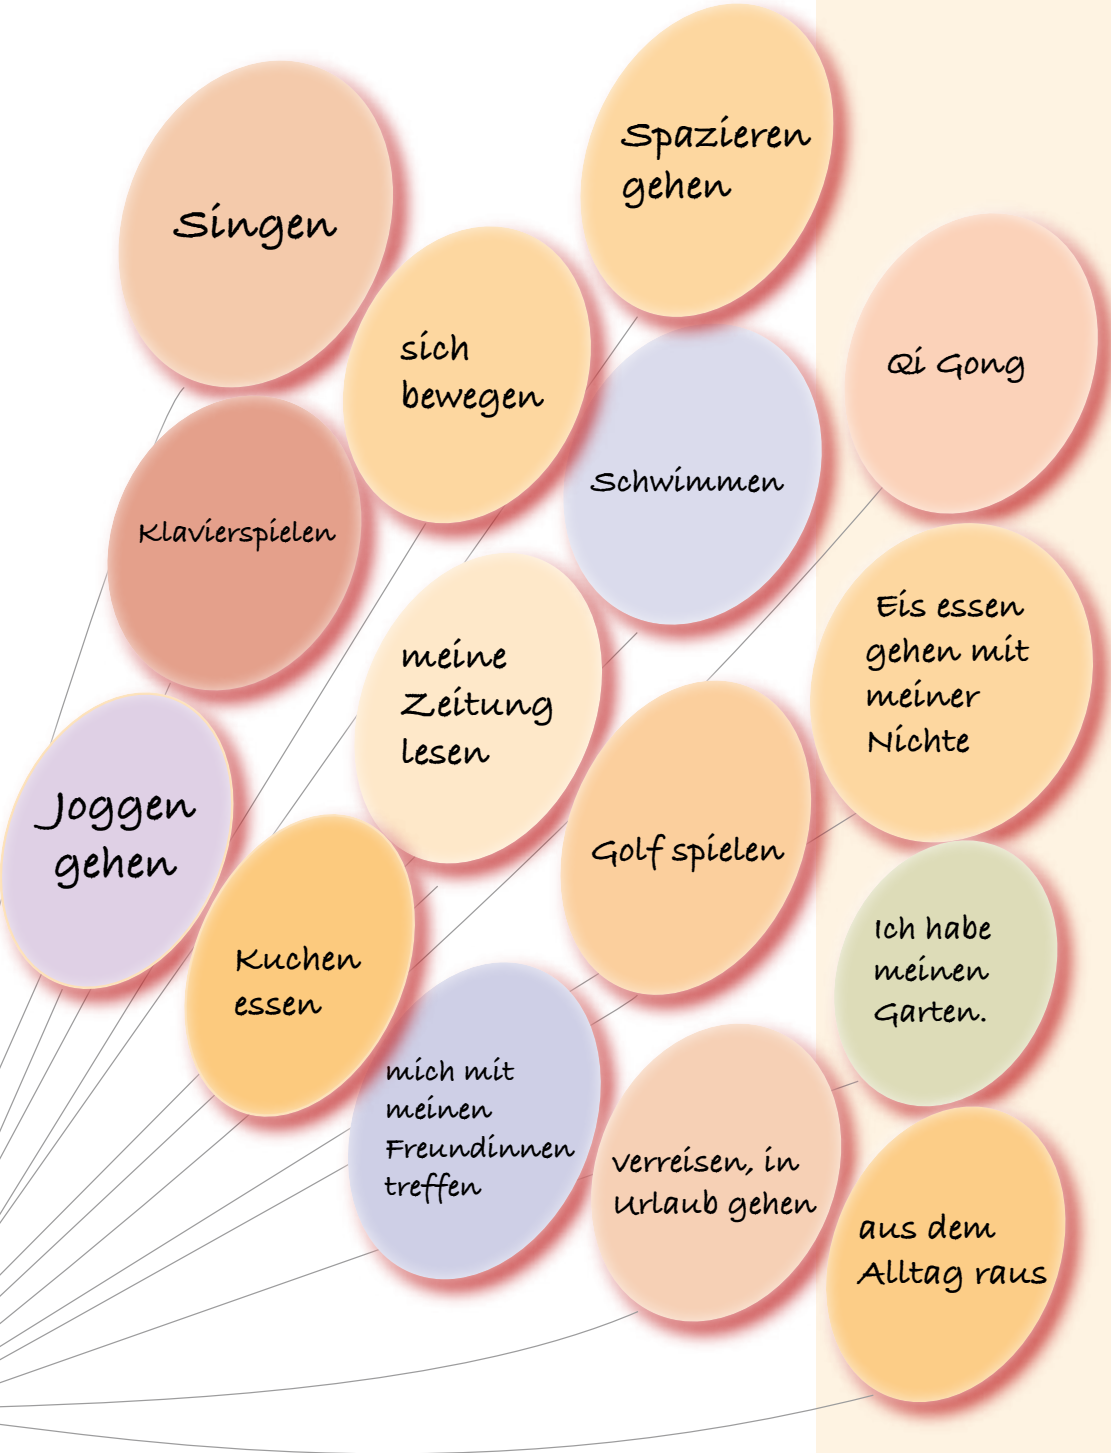 Spazieren
gehen
Singen
sich
bewegen
Qi Gong
Schwimmen
Klavierspielen
Eis essen
gehen mit
meiner
Nichte
meine
Zeitung
lesen
Joggen
gehen
Golf spielen
Kuchen
essen
Ich habe
meinen
Garten.
mich mit
meinen
Freundinnen
treffen
verreisen, in
Urlaub gehen
aus dem
Alltag raus